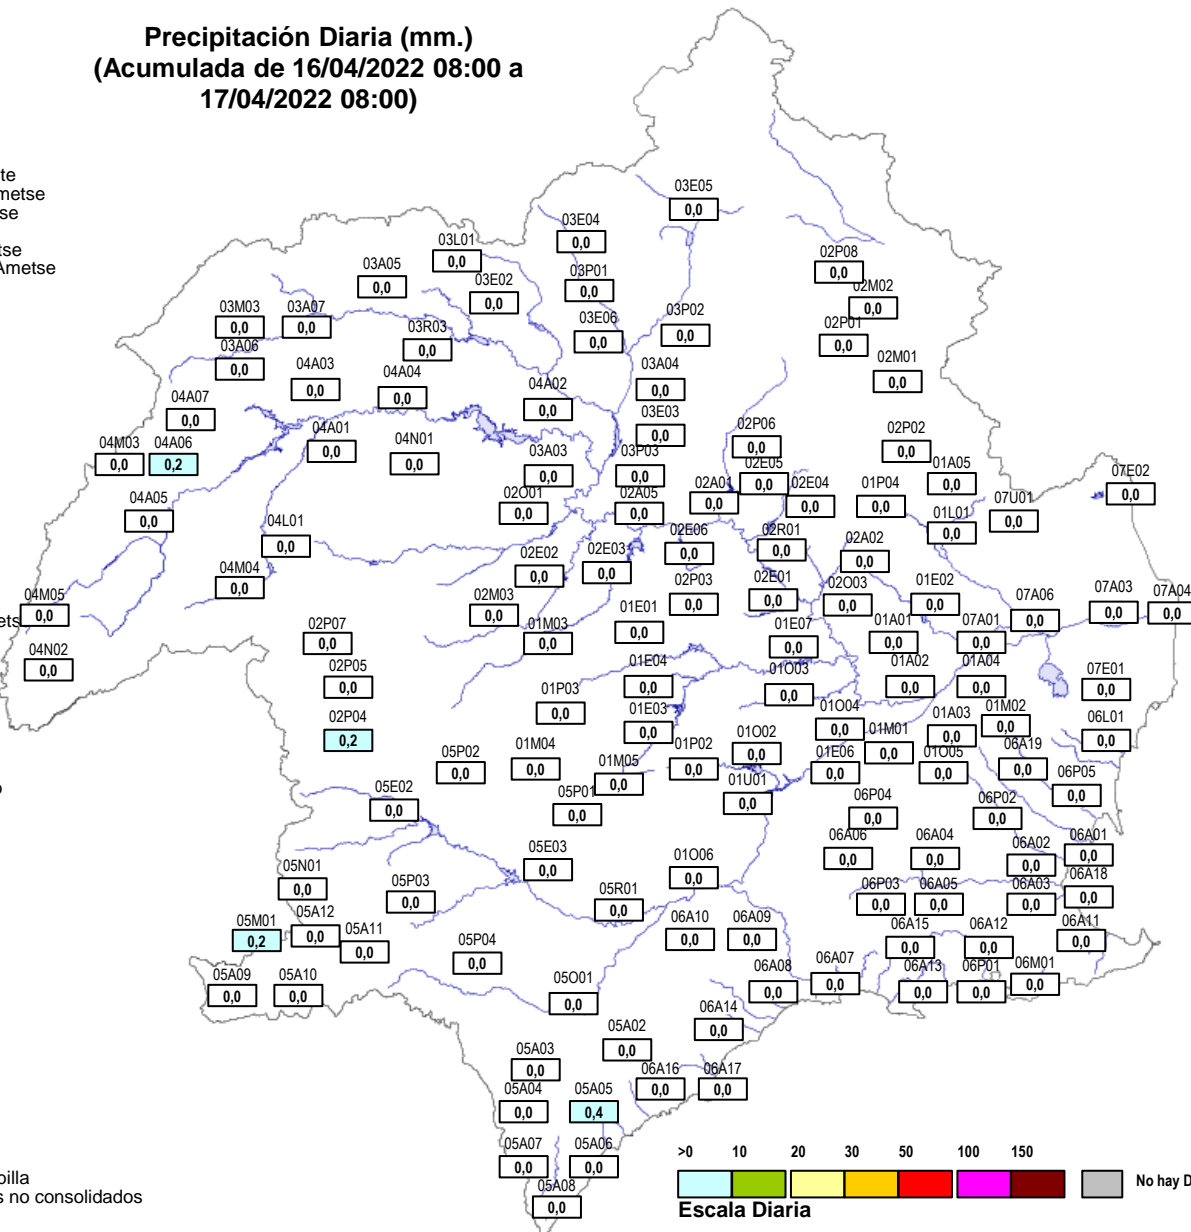 Precipitación Diaria (mm.)
(Acumulada de 16/04/2022 08:00 a
17/04/2022 08:00)
te
metse
se
tse
Ametse
03E05
0,0
03E04
0,0
03L01
0,0
02P08
0,0
03A05
0,0
03E02
0,0
03P01
0,0
02M02
0,0
03M03
0,0
03A07
0,0
03R03
0,0
03E06
0,0
03P02
0,0
02P01
0,0
03A06
0,0
04A03
0,0
04A04
0,0
04A02
0,0
03A04
0,0
02M01
0,0
04A07
0,0
03E03
0,0
04M03
0,0
04A06
0,2
04A01
0,0
04N01
0,0
03A03
0,0
03P03
0,0
02P06
0,0
02E05
0,0
02P02
0,0
01A05
0,0
07E02
0,0
04A05
0,0
02O01
0,0
02A05
0,0
02A01
0,0
02E04
0,0
01P04
0,0
07U01
0,0
04L01
0,0
01L01
0,0
02E02
0,0
02E03
0,0
02E06
0,0
02R01
0,0
02A02
0,0
04M04
0,0
04M05
0,0
ets
02M03
0,0
01E01
0,0
02P03
0,0
02E01
0,0
02O03
0,0
01E02
0,0
07A06
0,0
07A03
0,0
07A04
0,0
04N02
0,0
02P07
0,0
01M03
0,0
01E07
0,0
01A01
0,0
07A01
0,0
02P05
0,0
01E04
0,0
01O03
0,0
01A02
0,0
01A04
0,0
07E01
0,0
02P04
0,2
01P03
0,0
01E03
0,0
01O04
0,0
01M01
0,0
01A03
0,0
01M02
0,0
06L01
0,0
05P02
0,0
01M04
0,0
01M05
0,0
01P02
0,0
01O02
0,0
01E06
0,0
01O05
0,0
06A19
0,0
06P05
0,0
o
05E02
0,0
05P01
0,0
01U01
0,0
06P04
0,0
06P02
0,0
05E03
0,0
01O06
0,0
06A06
0,0
06A04
0,0
06A02
0,0
06A01
0,0
05N01
0,0
05P03
0,0
05R01
0,0
06P03
0,0
06A05
0,0
06A03
0,0
06A18
0,0
05M01
0,2
05A12
0,0
05A11
0,0
05P04
0,0
06A10
0,0
06A09
0,0
06A15
0,0
06A12
0,0
06A11
0,0
05A09
0,0
05A10
0,0
05O01
0,0
06A08
0,0
06A07
0,0
06A13
0,0
06P01
0,0
06M01
0,0
05A03
0,0
05A02
0,0
06A14
0,0
05A04
0,0
05A05
0,4
06A16
0,0
06A17
0,0
05A07
0,0
05A06
0,0
05A08
0,0
>0 10 20 30 50 100 150
No hay D
Escala Diaria
oilla
s no consolidados